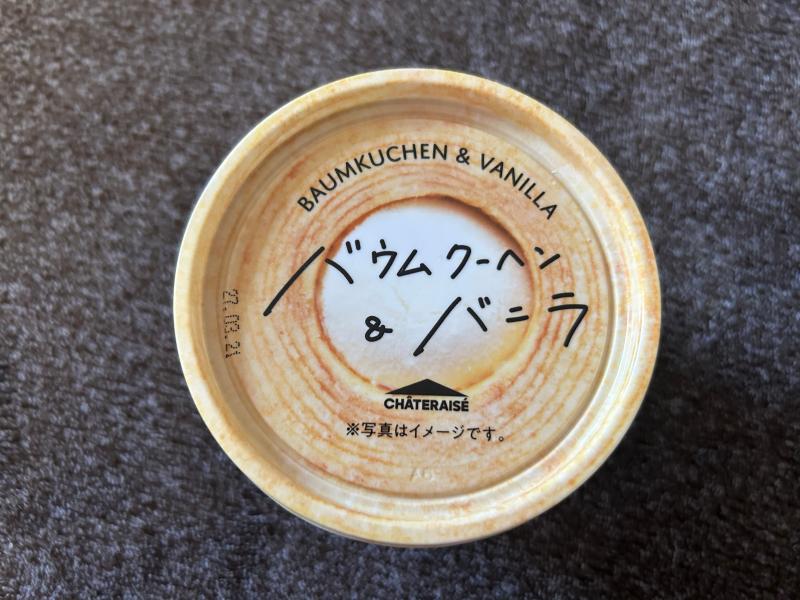 BAUMKUCHEN & VANILLA
バウムクーヘン
& バニラ
27.03.21
CHÂTERAISÉ
※写真はイメージです。